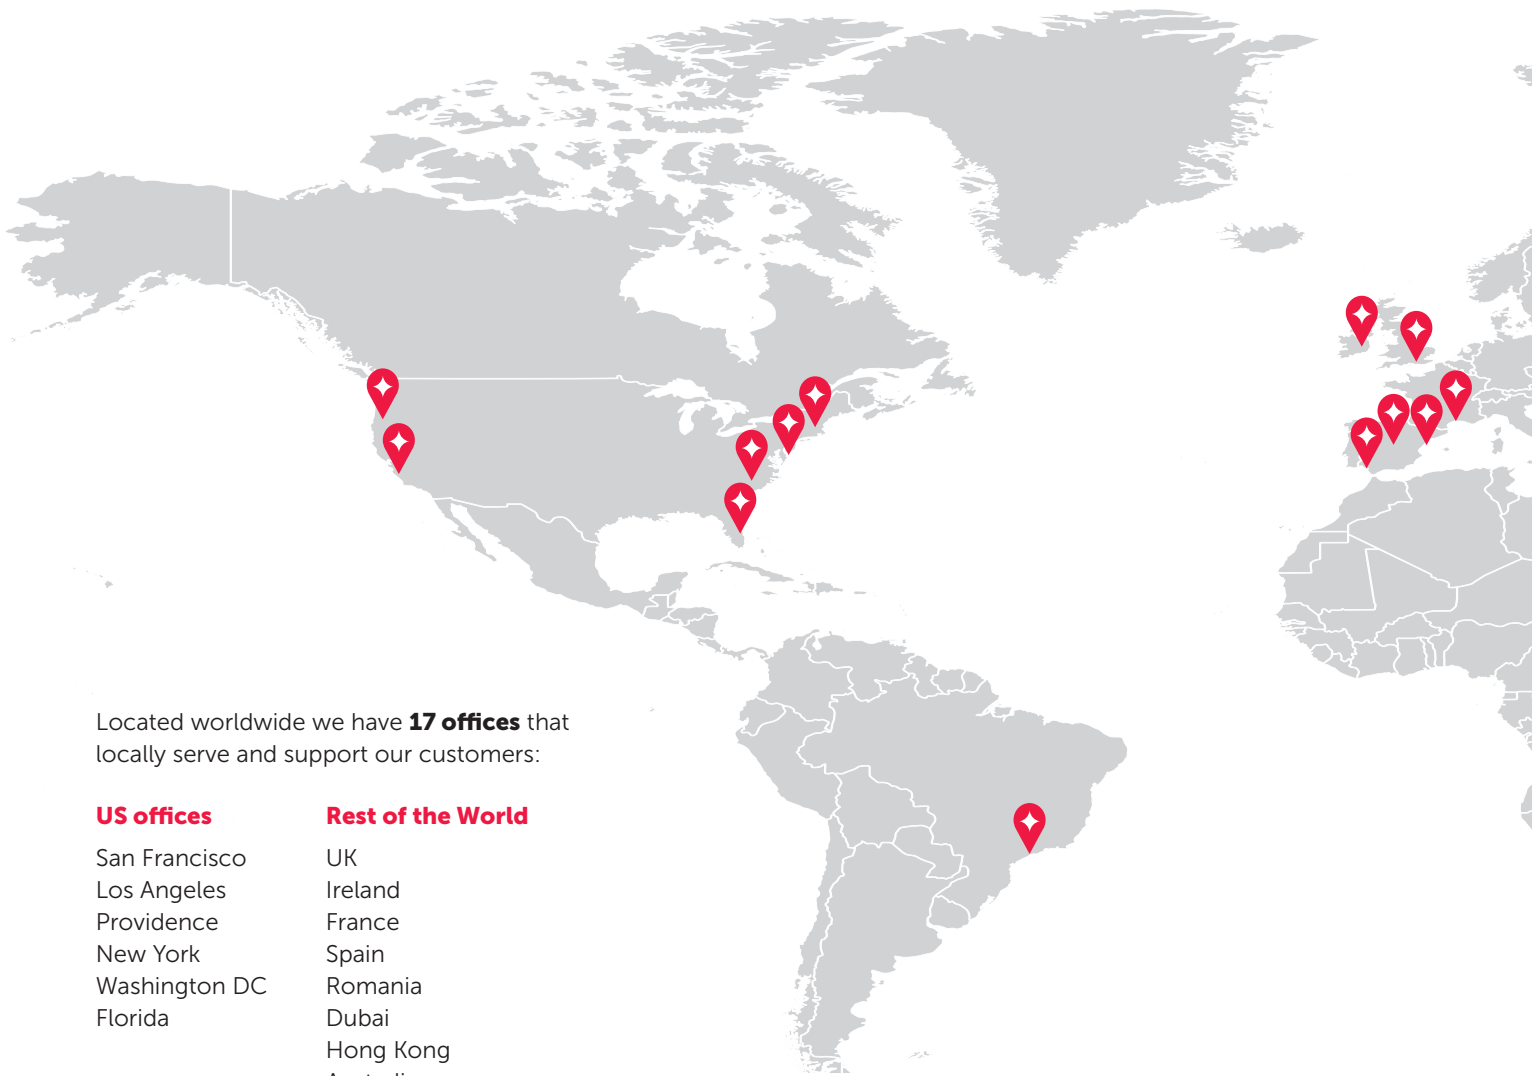 Located worldwide we have 17 offices that
locally serve and support our customers:
US offices
San Francisco
Los Angeles
Providence
New York
Washington DC
Florida
Rest of the World
UK
Ireland
France
Spain
Romania
Dubai
Hong Kong